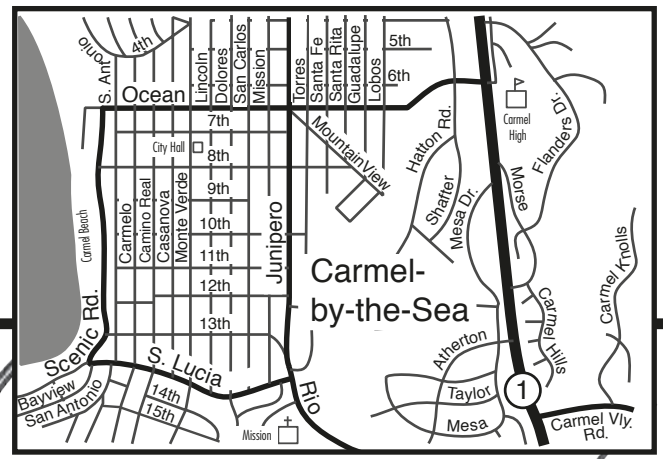 S. Antonio
4th
5th
6th
Ocean
Lincoln
Dolores
San Carlos
Mission
Torres
Santa Fe
Santa Rita
Guadalupe
Lobos
7th
City Hall
8th
Mountain View
Hatton Rd.
Carmel
High
Flanders Dr.
Carmel Beach
Carmelo
Camino Real
Casanova
Monte Verde
9th
10th
11th
12th
13th
Junipero
Shafter
Mesa Dr.
Morse
Carmel-
by-the-Sea
Carmel Hills
Carmel Knolls
Scenic Rd.
S. Lucia
Rio
Atherton
Taylor
Mesa
1
Bayview
San Antonio
14th
15th
Mission
Carmel Vly.
Rd.